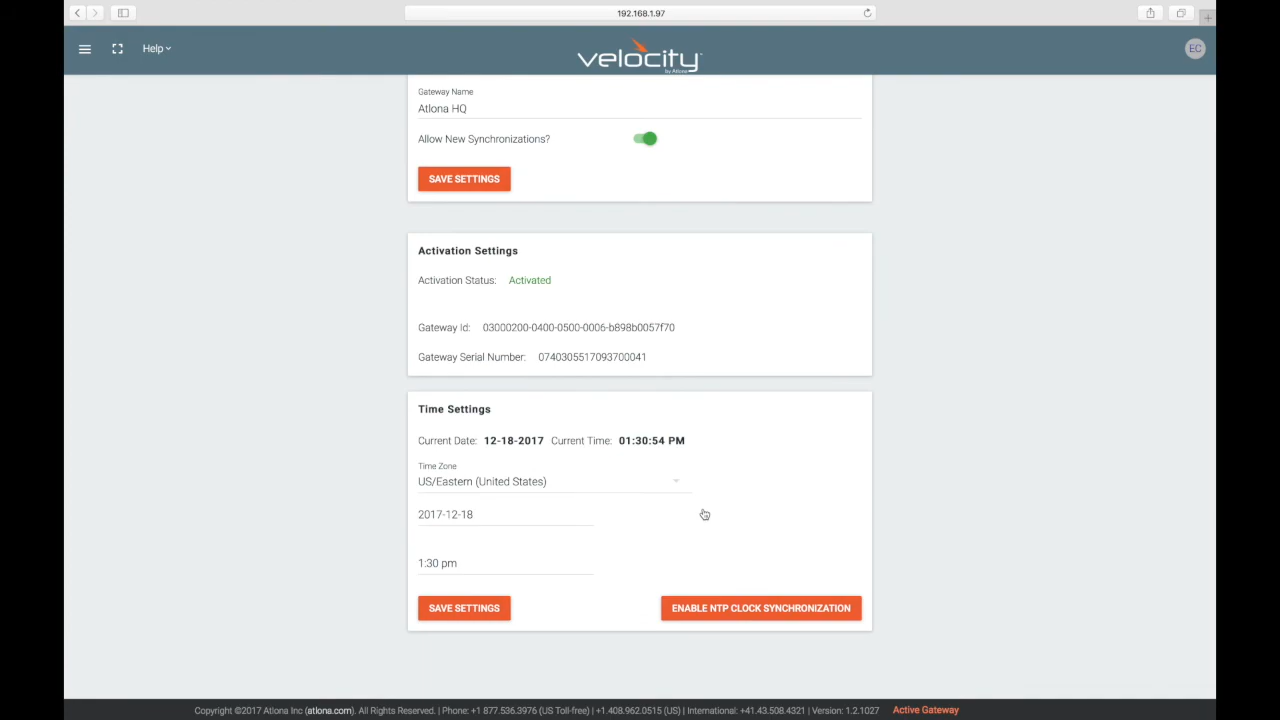 192.168.1.97
Help
EC
velocity
by Atlona
Gateway Name
Atlona HQ
Allow New Synchronizations?
SAVE SETTINGS
Activation Settings
Activation Status: Activated
Gateway Id: 03000200-0400-0500-0006-b898b0057f70
Gateway Serial Number: 0740305517093700041
Time Settings
Current Date: 12-18-2017 Current Time: 01:30:54 PM
Time Zone
US/Eastern (United States)
2017-12-18
1:30 pm
SAVE SETTINGS ENABLE NTP CLOCK SYNCHRONIZATION
Copyright ©2017 Atlona Inc (atlona.com). All Rights Reserved. | Phone: +1 877.536.3976 (US Toll-free) | +1.408.962.0515 (US) | International: +41.43.508.4321 | Version: 1.2.1027 Active Gateway